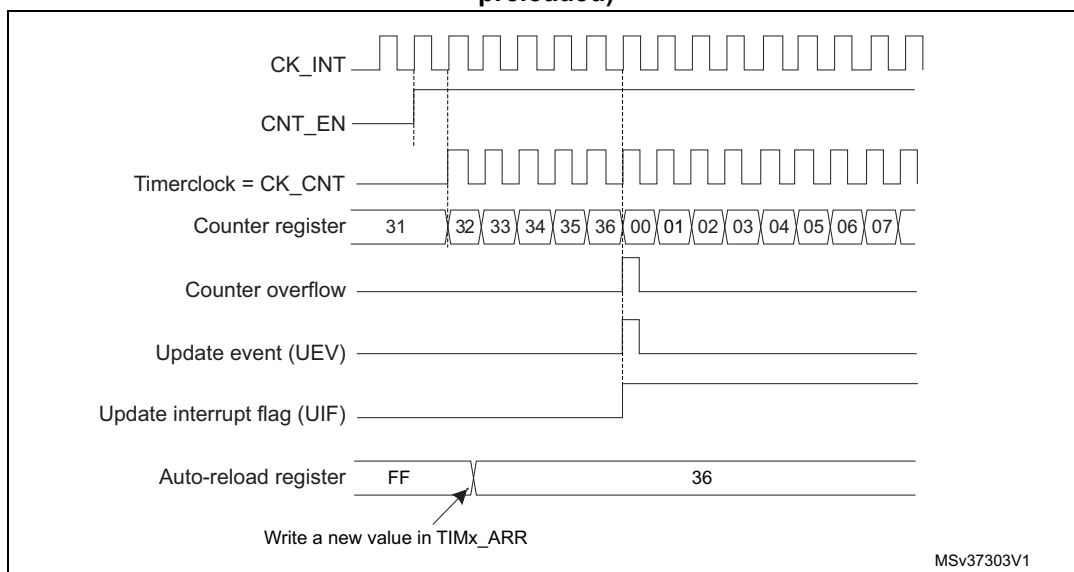 preloaded)
CK_INT
CNT_EN
Timerclock = CK_CNT
Counter register 31 32 33 34 35 36 00 01 02 03 04 05 06 07
Counter overflow
Update event (UEV)
Update interrupt flag (UIF)
Auto-reload register FF 36
Write a new value in TIMx_ARR
MSv37303V1